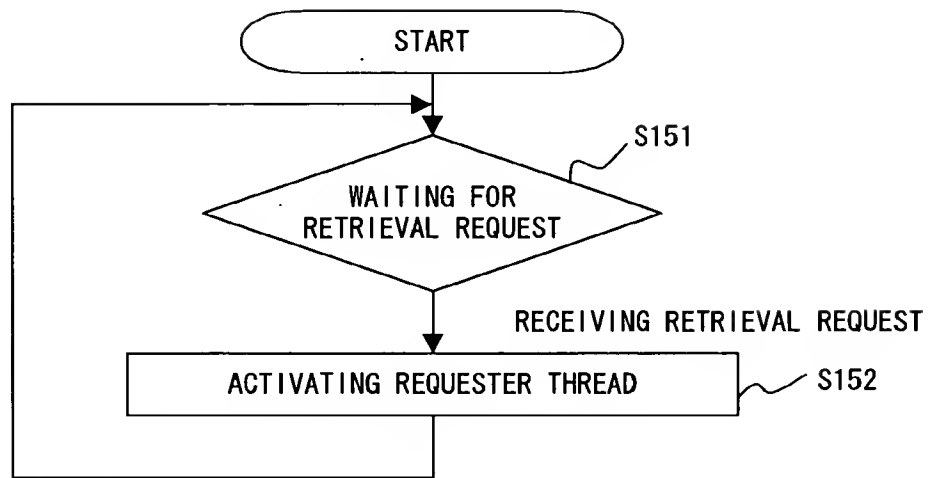 START
S151
WAITING FOR
RETRIEVAL REQUEST
RECEIVING RETRIEVAL REQUEST
ACTIVATING REQUESTER THREAD
S152